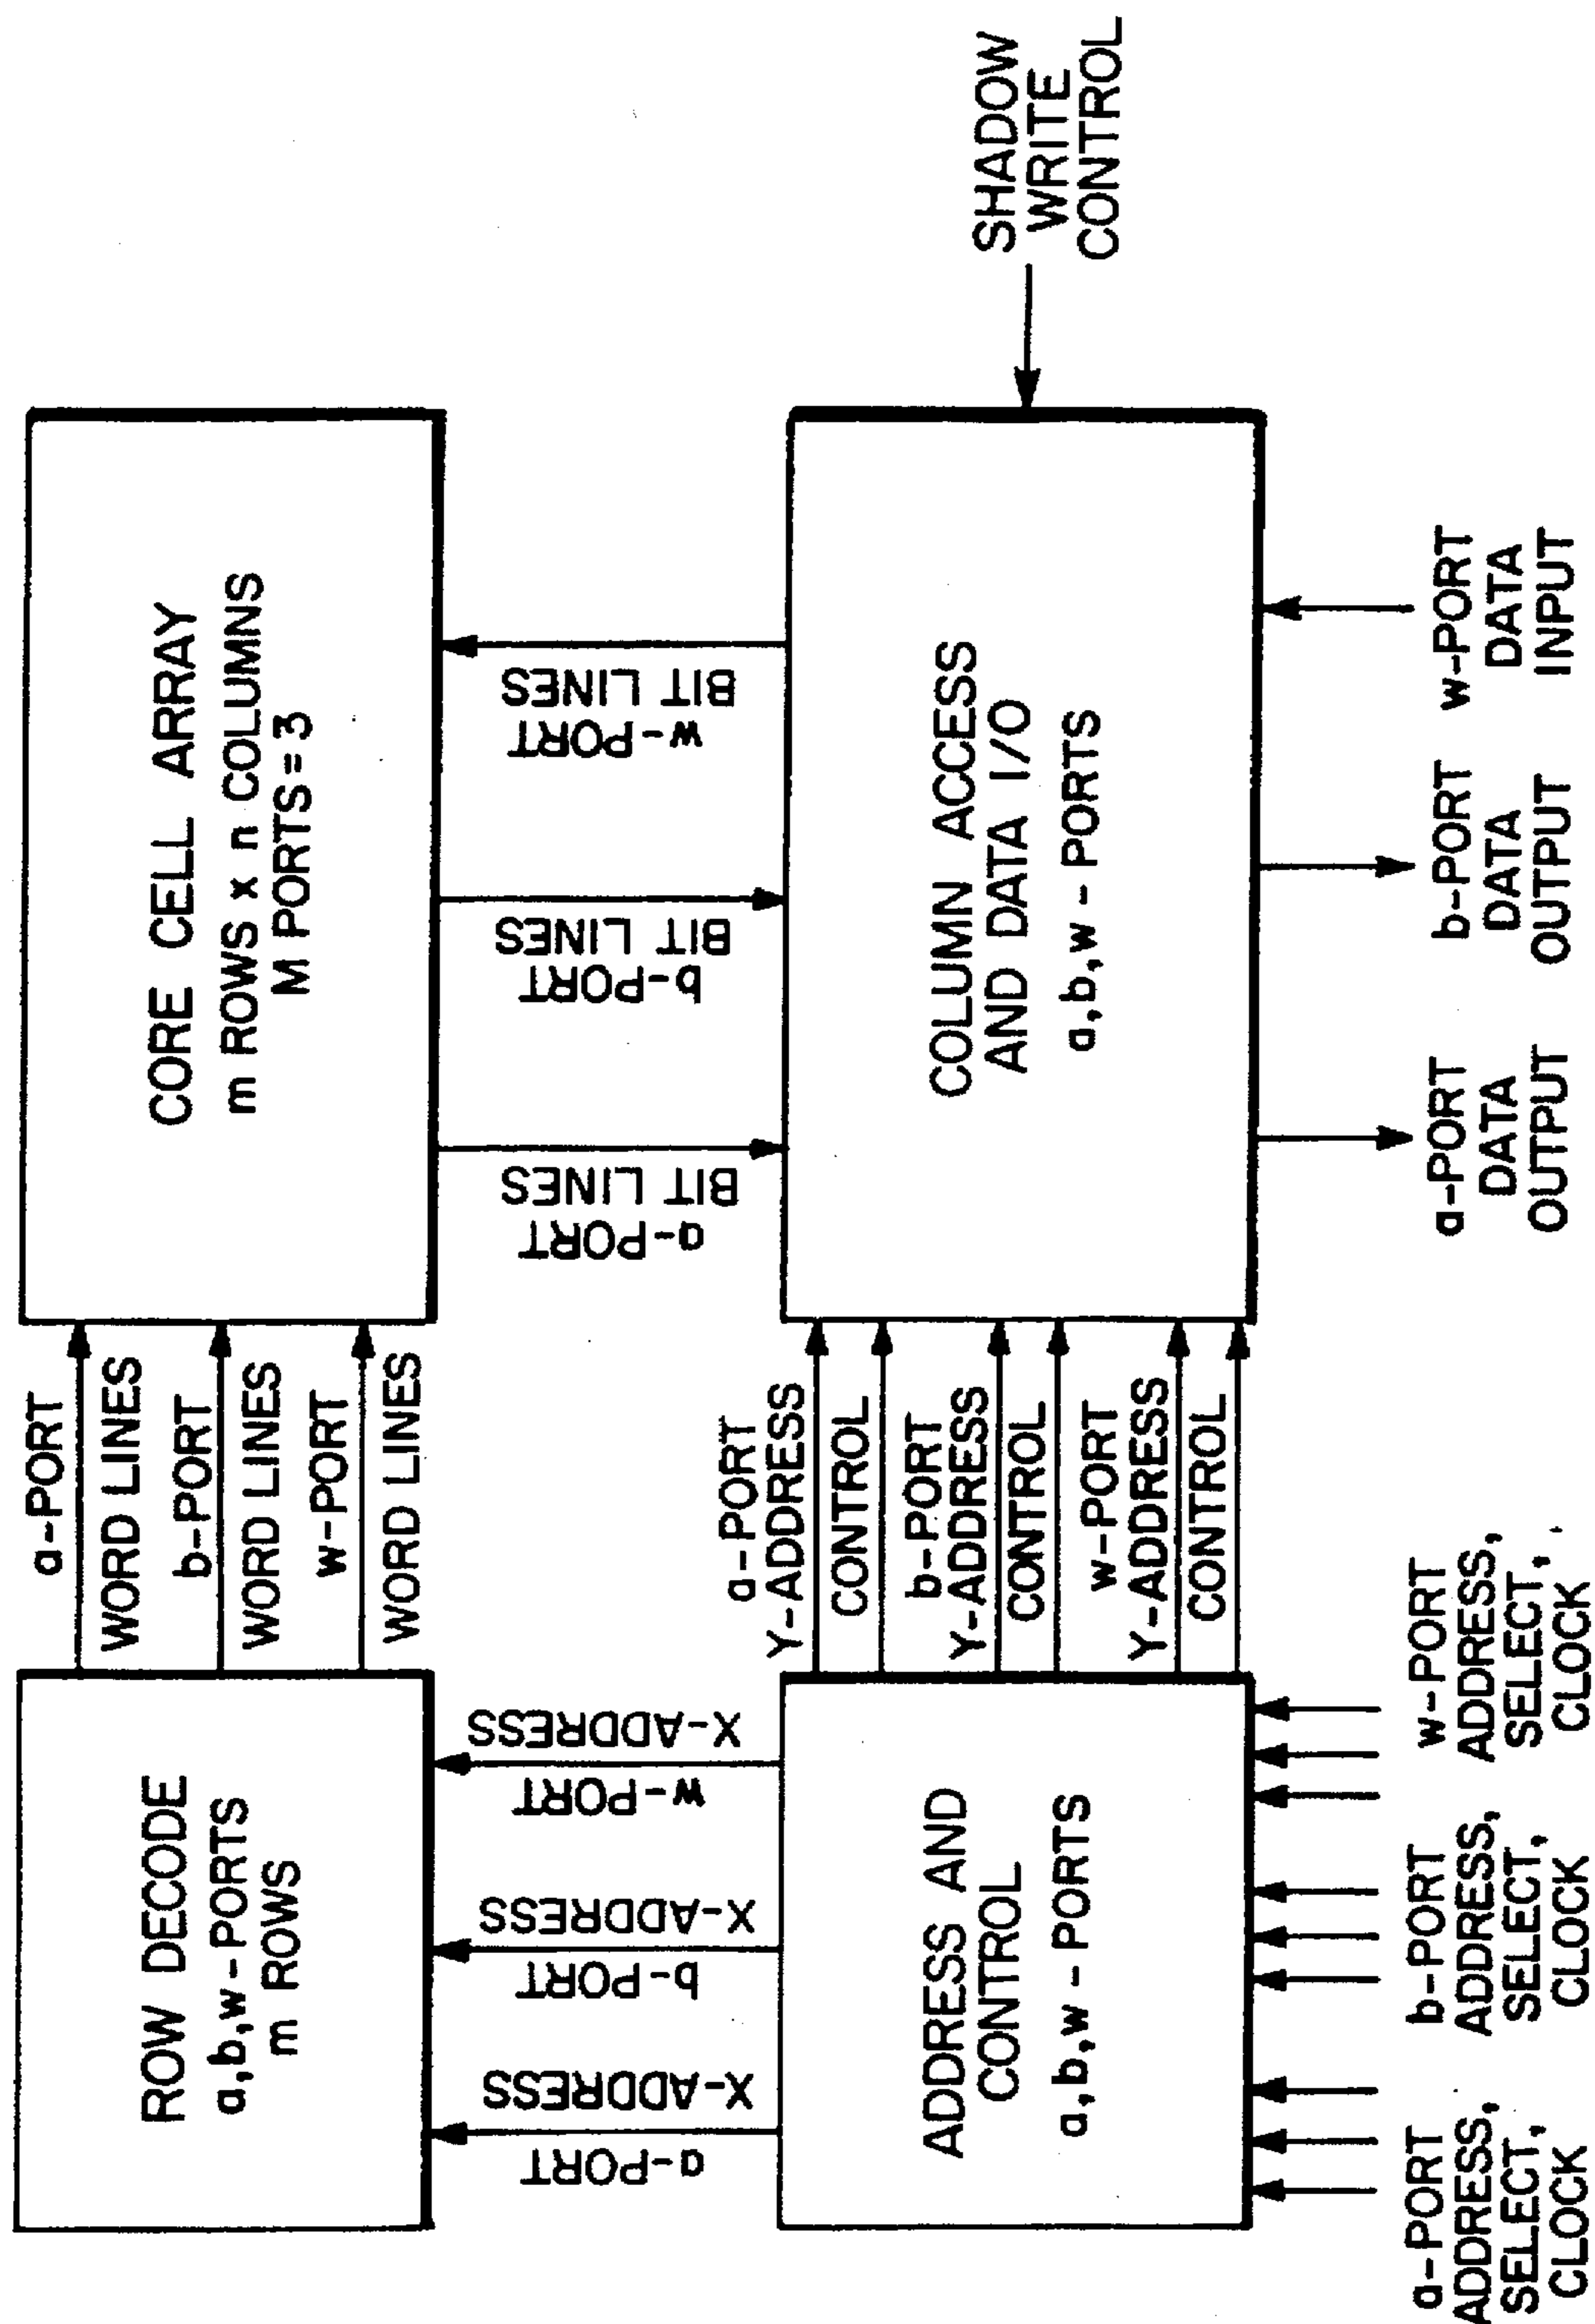 ROW DECODE
a,b,w-PORTS
m ROWS
a-PORT
WORD LINES
b-PORT
WORD LINES
w-PORT
WORD LINES
CORE CELL ARRAY
m ROWS x n COLUMNS
M PORTS=3
a-PORT
X-ADDRESS
b-PORT
X-ADDRESS
w-PORT
X-ADDRESS
a-PORT
BIT LINES
b-PORT
BIT LINES
w-PORT
BIT LINES
ADDRESS AND
CONTROL
a,b,w-PORTS
a-PORT
Y-ADDRESS
CONTROL
b-PORT
Y-ADDRESS
CONTROL
w-PORT
Y-ADDRESS
CONTROL
COLUMN ACCESS
AND DATA I/O
a,b,w-PORTS
SHADOW
WRITE
CONTROL
a-PORT
ADDRESS,
SELECT,
CLOCK
b-PORT
ADDRESS,
SELECT,
CLOCK
w-PORT
ADDRESS,
SELECT,
CLOCK
a-PORT
DATA
OUTPUT
b-PORT
DATA
OUTPUT
w-PORT
DATA
INPUT